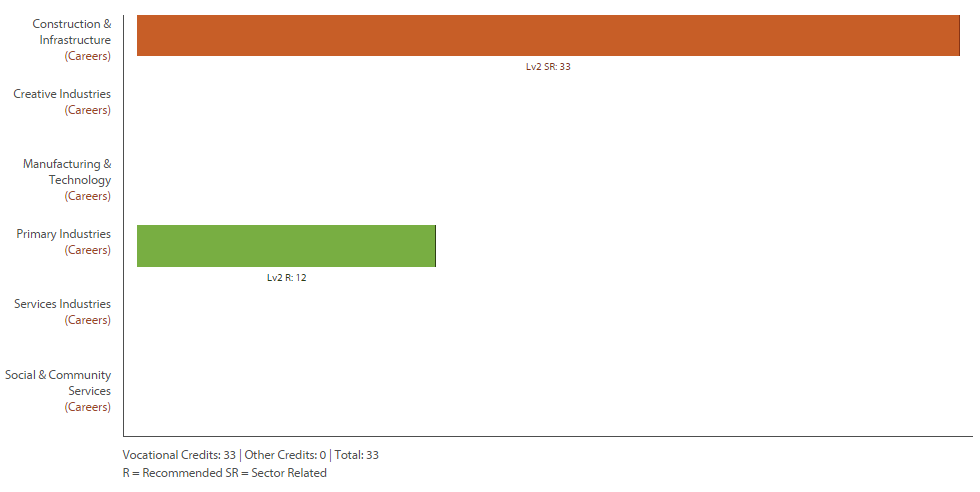 Construction &
Infrastructure
(Careers)
Lv2 SR: 33
Creative Industries
(Careers)
Manufacturing &
Technology
(Careers)
Primary Industries
(Careers)
Lv2 R: 12
Services Industries
(Careers)
Social & Community
Services
(Careers)
Vocational Credits: 33 | Other Credits: 0 | Total: 33
R = Recommended SR = Sector Related